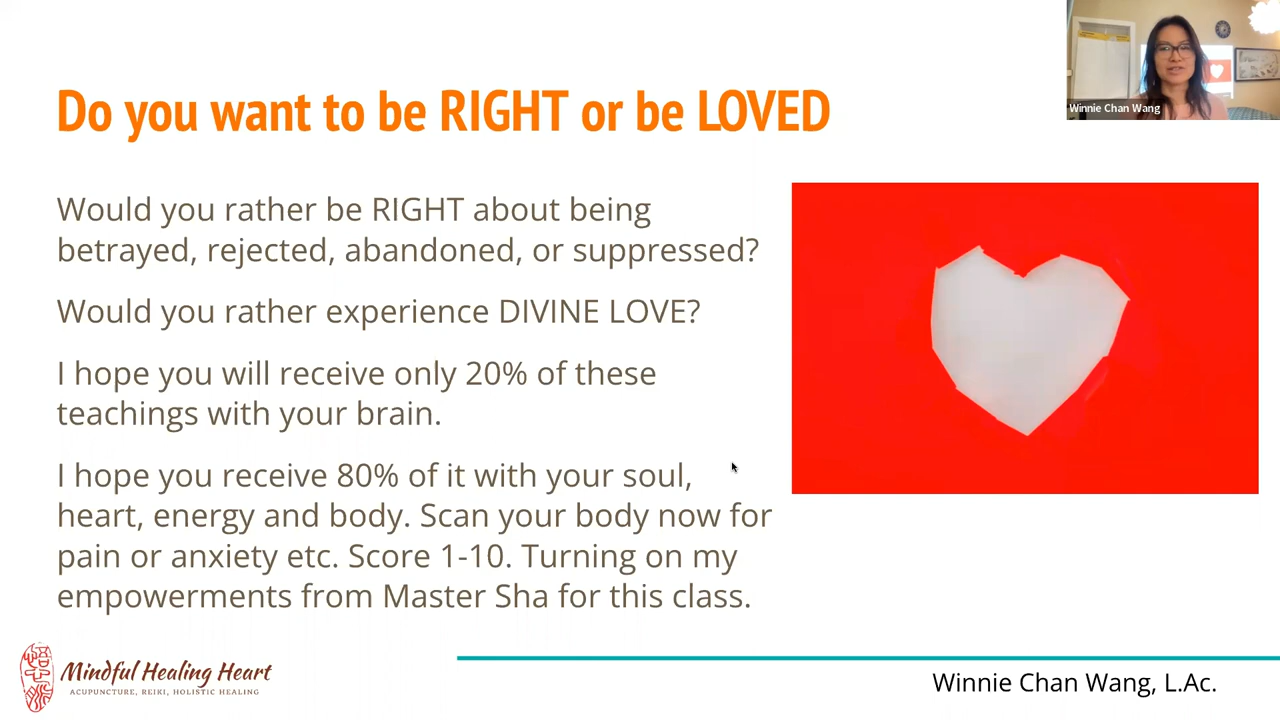 Do you want to be RIGHT or be LOVED
Winnie Chan Wang
Would you rather be RIGHT about being
betrayed, rejected, abandoned, or suppressed?
Would you rather experience DIVINE LOVE?
I hope you will receive only 20% of these
teachings with your brain.
I hope you receive 80% of it with your soul,
heart, energy and body. Scan your body now for
pain or anxiety etc. Score 1-10. Turning on my
empowerments from Master Sha for this class.
Mindful Healing Heart
ACUPUNCTURE, REIKI, HOLISTIC HEALING
Winnie Chan Wang, L.Ac.